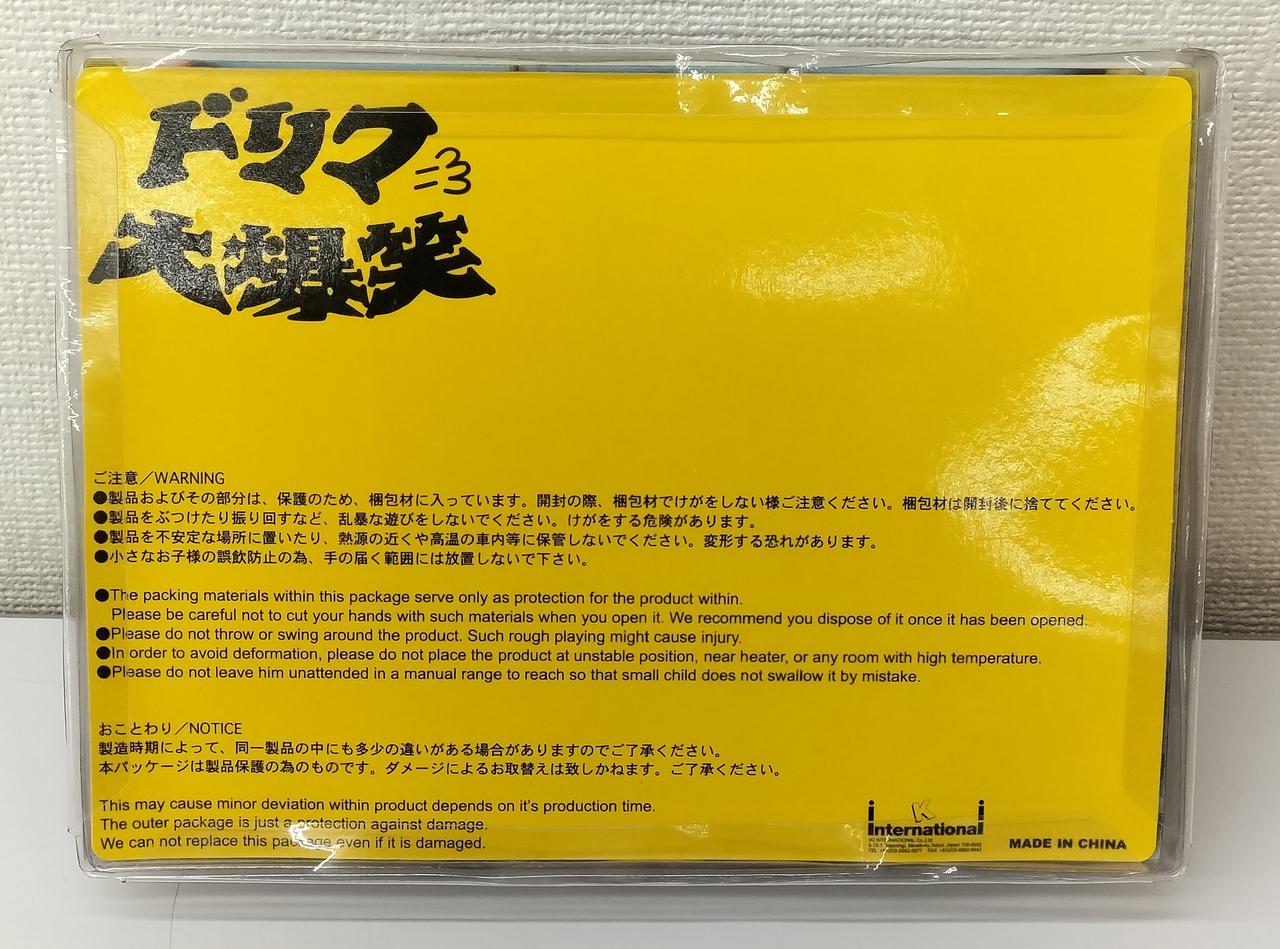 ドリフ
大爆笑
ご注意／WARNING
●製品およびその部分は、保護のため、梱包材に入っています。開封の際、梱包材でけがをしない様ご注意ください。梱包材は開封後に捨ててください。
●製品をぶつけたり振り回すなど、乱暴な遊びをしないでください。けがをする危険があります。
●製品を不安定な場所に置いたり、熱源の近くや高温の車内等に保管しないでください。変形する恐れがあります。
●小さなお子様の誤飲防止の為、手の届く範囲には放置しないで下さい。
●The packing materials within this package serve only as protection for the product within.
Please be careful not to cut your hands with such materials when you open it. We recommend you dispose of it once it has been opened.
●Please do not throw or swing around the product. Such rough playing might cause injury.
●In order to avoid deformation, please do not place the product at unstable position, near heater, or any room with high temperature.
●Please do not leave him unattended in a manual range to reach so that small child does not swallow it by mistake.
おことわり／NOTICE
製造時期によって、同一製品の中にも多少の違いがある場合がありますのでご了承ください。
本パッケージは製品保護の為のものです。ダメージによるお取替えは致しかねます。ご了承ください。
This may cause minor deviation within product depends on it's production time.
The outer package is just a protection against damage.
We can not replace this package even if it is damaged.
K
International
MADE IN CHINA